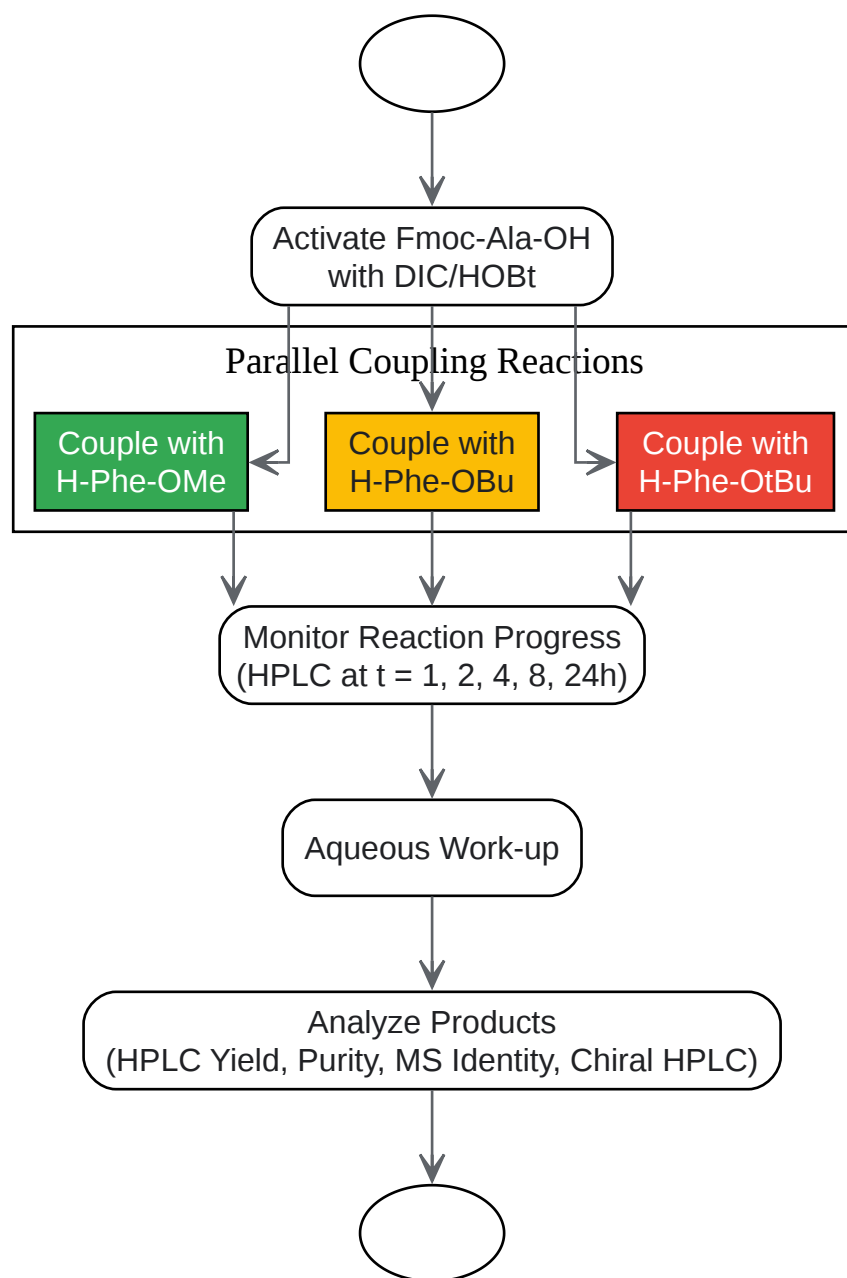 Activate Fmoc-Ala-OH
with DIC/HOBt
Parallel Coupling Reactions
Couple with
H-Phe-OMe
Couple with
H-Phe-OBu
Couple with
H-Phe-OtBu
Monitor Reaction Progress
(HPLC at t = 1, 2, 4, 8, 24h)
Aqueous Work-up
Analyze Products
(HPLC Yield, Purity, MS Identity, Chiral HPLC)